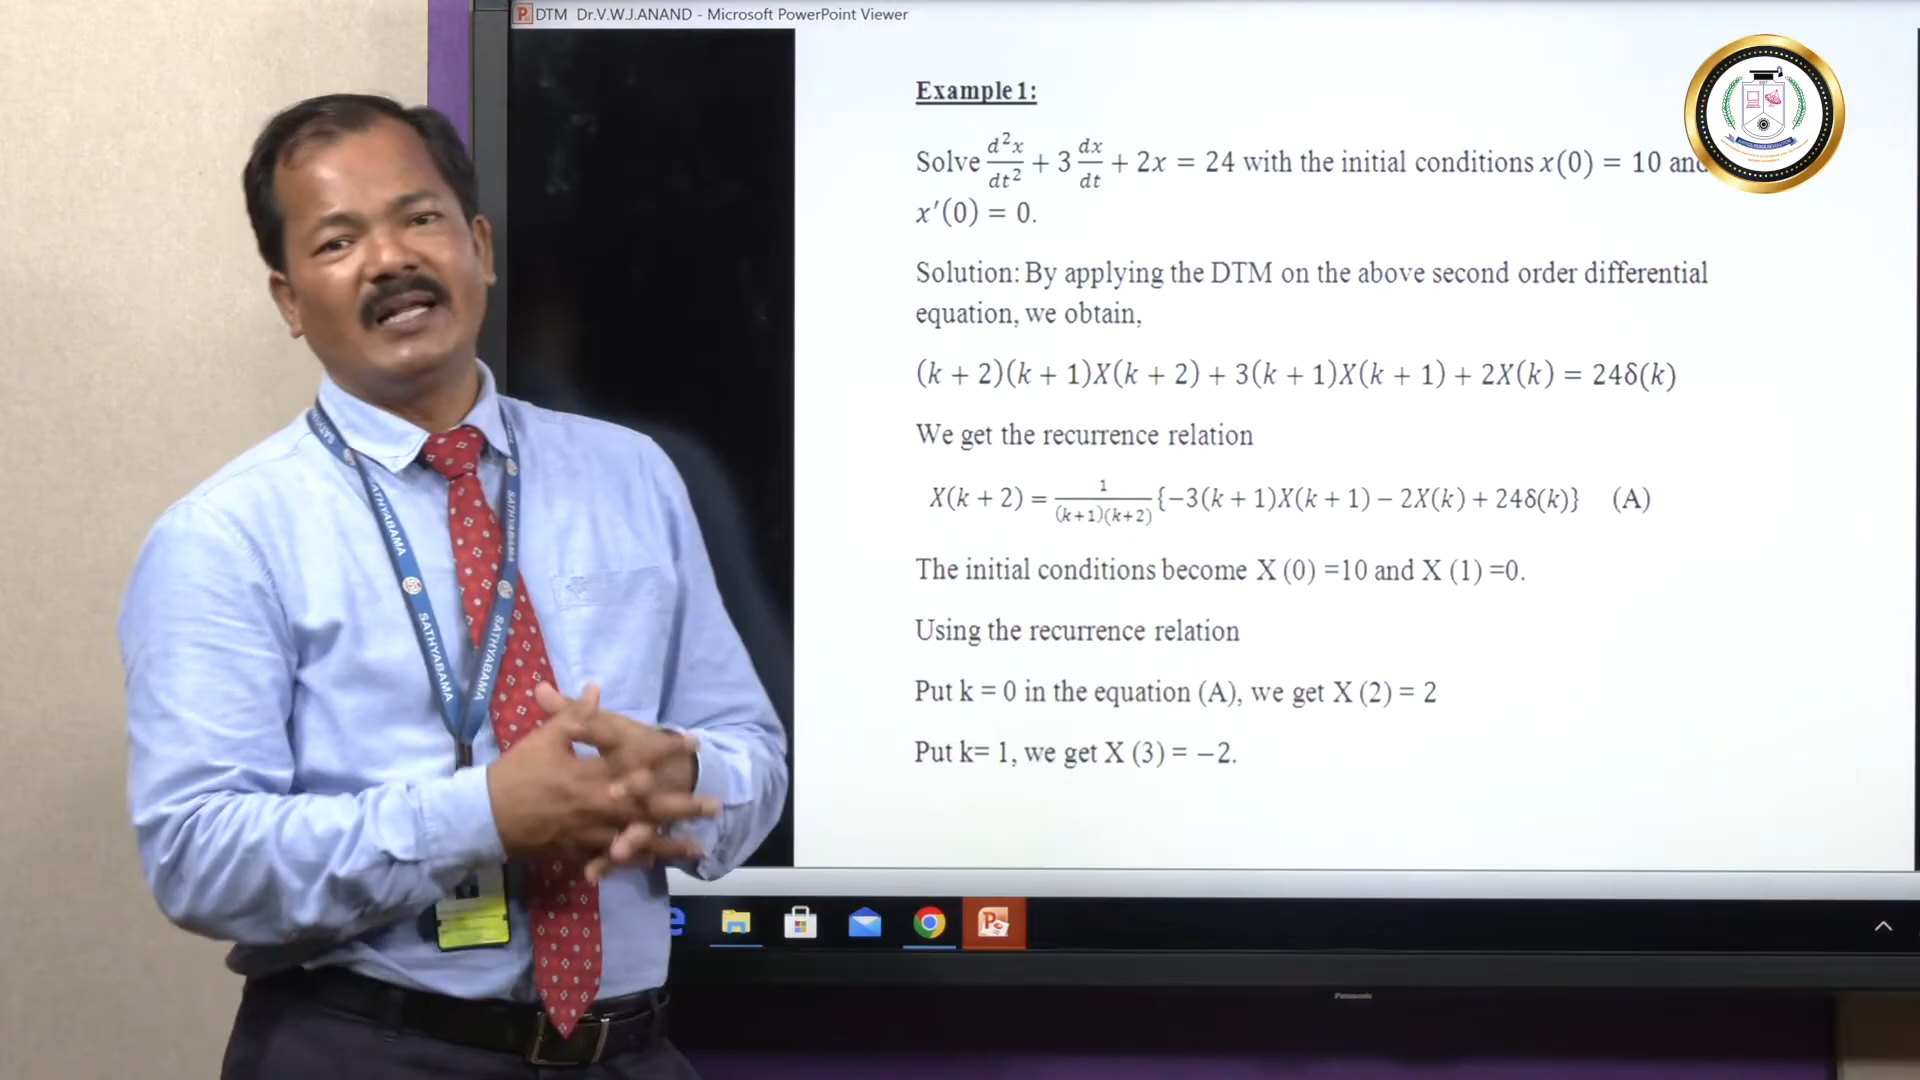 DTM Dr.V.W.J.ANAND - Microsoft PowerPoint Viewer
Example 1:
Solve d²x/dt² + 3 dx/dt + 2x = 24 with the initial conditions x(0) = 10 and
x′(0) = 0.
Solution: By applying the DTM on the above second order differential
equation, we obtain,
(k + 2)(k + 1)X(k + 2) + 3(k + 1)X(k + 1) + 2X(k) = 24δ(k)
We get the recurrence relation
X(k + 2) = 1/(k+1)(k+2) {−3(k + 1)X(k + 1) − 2X(k) + 24δ(k)} (A)
The initial conditions become X (0) =10 and X (1) =0.
Using the recurrence relation
Put k = 0 in the equation (A), we get X (2) = 2
Put k= 1, we get X (3) = −2.
SATHYABAMA
SATHYABAMA
SATHYABAMA
Panasonic